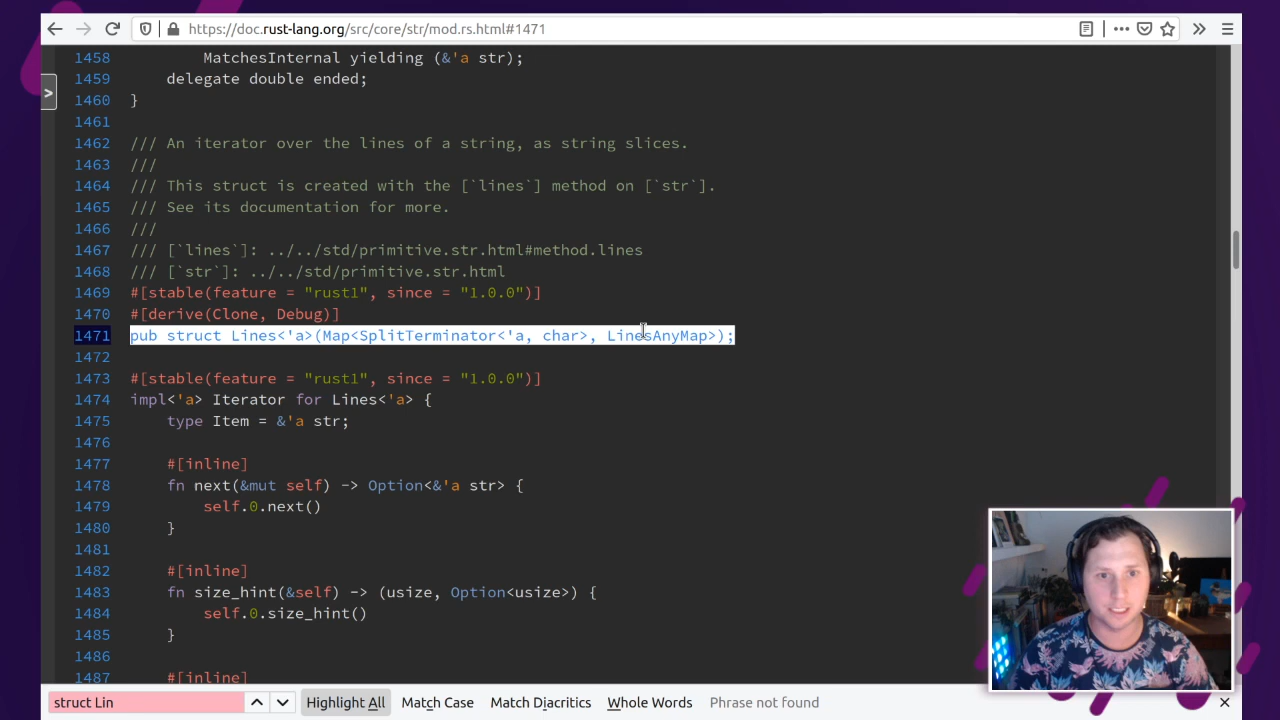 https://doc.rust-lang.org/src/core/str/mod.rs.html#1471
1458 MatchesInternal yielding (&'a str);
1459 delegate double ended;
1460 }
1461
1462 /// An iterator over the lines of a string, as string slices.
1463 ///
1464 /// This struct is created with the [`lines`] method on [`str`].
1465 /// See its documentation for more.
1466 ///
1467 /// [`lines`]: ../../std/primitive.str.html#method.lines
1468 /// [`str`]: ../../std/primitive.str.html
1469 #[stable(feature = "rust1", since = "1.0.0")]
1470 #[derive(Clone, Debug)]
1471 pub struct Lines<'a>(Map<SplitTerminator<'a, char>, LinesAnyMap>);
1472
1473 #[stable(feature = "rust1", since = "1.0.0")]
1474 impl<'a> Iterator for Lines<'a> {
1475 type Item = &'a str;
1476
1477 #[inline]
1478 fn next(&mut self) -> Option<&'a str> {
1479 self.0.next()
1480 }
1481
1482 #[inline]
1483 fn size_hint(&self) -> (usize, Option<usize>) {
1484 self.0.size_hint()
1485 }
1486
1487 #[inline]
struct Lin Highlight All Match Case Match Diacritics Whole Words Phrase not found